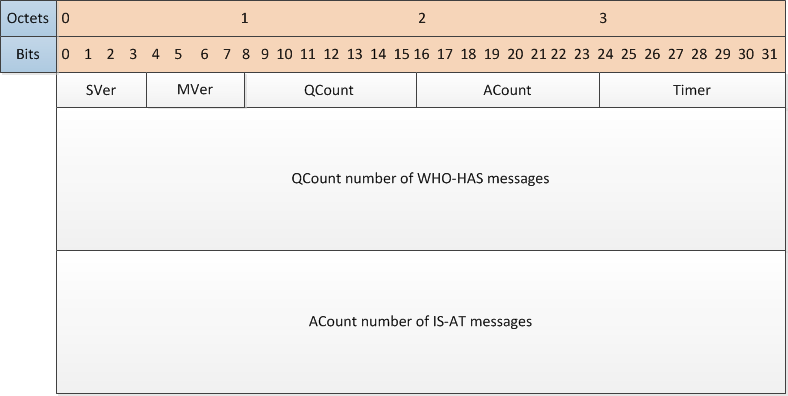 Octets 0 1 2 3
Bits 0 1 2 3 4 5 6 7 8 9 10 11 12 13 14 15 16 17 18 19 20 21 22 23 24 25 26 27 28 29 30 31
SVer MVer QCount ACount Timer
QCount number of WHO-HAS messages
ACount number of IS-AT messages